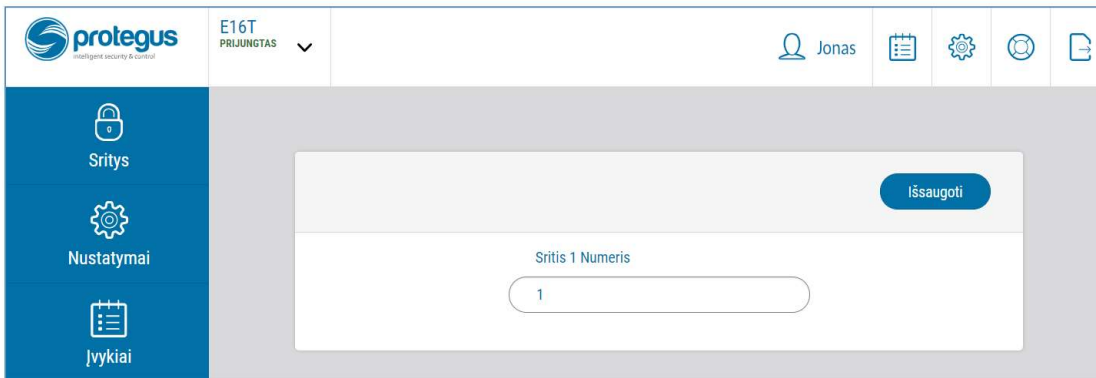 protegus
intelligent security & control
E16T
PRIJUNGTAS
Jonas
Sritys
Nustatymai
Įvykiai
Išsaugoti
Sritis 1 Numeris
1